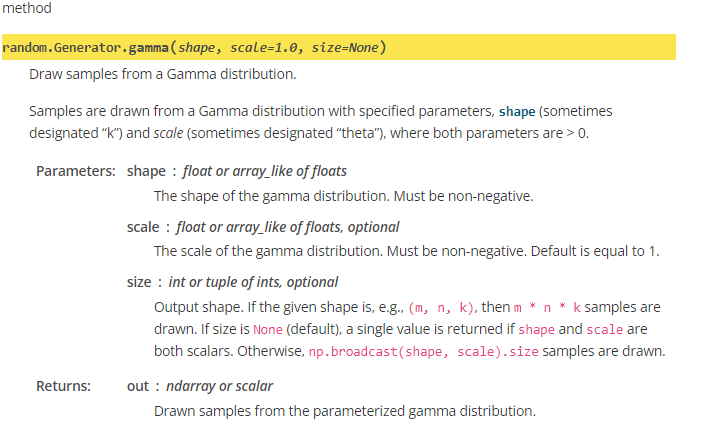 method
random.Generator.gamma(shape, scale=1.0, size=None)
Draw samples from a Gamma distribution.
Samples are drawn from a Gamma distribution with specified parameters, shape (sometimes
designated “k”) and scale (sometimes designated “theta”), where both parameters are > 0.
Parameters: shape : float or array_like of floats
The shape of the gamma distribution. Must be non-negative.
scale : float or array_like of floats, optional
The scale of the gamma distribution. Must be non-negative. Default is equal to 1.
size : int or tuple of ints, optional
Output shape. If the given shape is, e.g., (m, n, k), then m * n * k samples are
drawn. If size is None (default), a single value is returned if shape and scale are
both scalars. Otherwise, np.broadcast(shape, scale).size samples are drawn.
Returns: out : ndarray or scalar
Drawn samples from the parameterized gamma distribution.